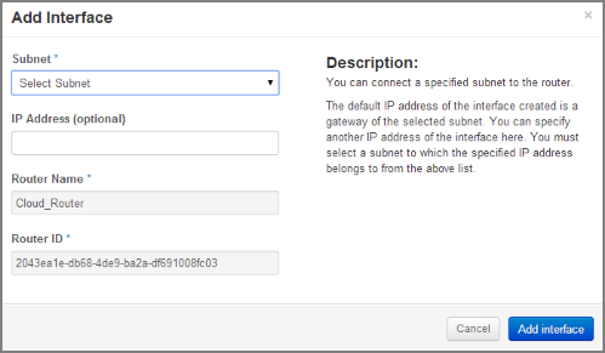 Add Interface
×
Subnet *
Select Subnet
IP Address (optional)
Router Name *
Cloud_Router
Router ID *
2043ea1e-db68-4de9-ba2a-df691008fc03
Description:
You can connect a specified subnet to the router.
The default IP address of the interface created is a
gateway of the selected subnet. You can specify
another IP address of the interface here. You must
select a subnet to which the specified IP address
belongs to from the above list.
Cancel
Add interface